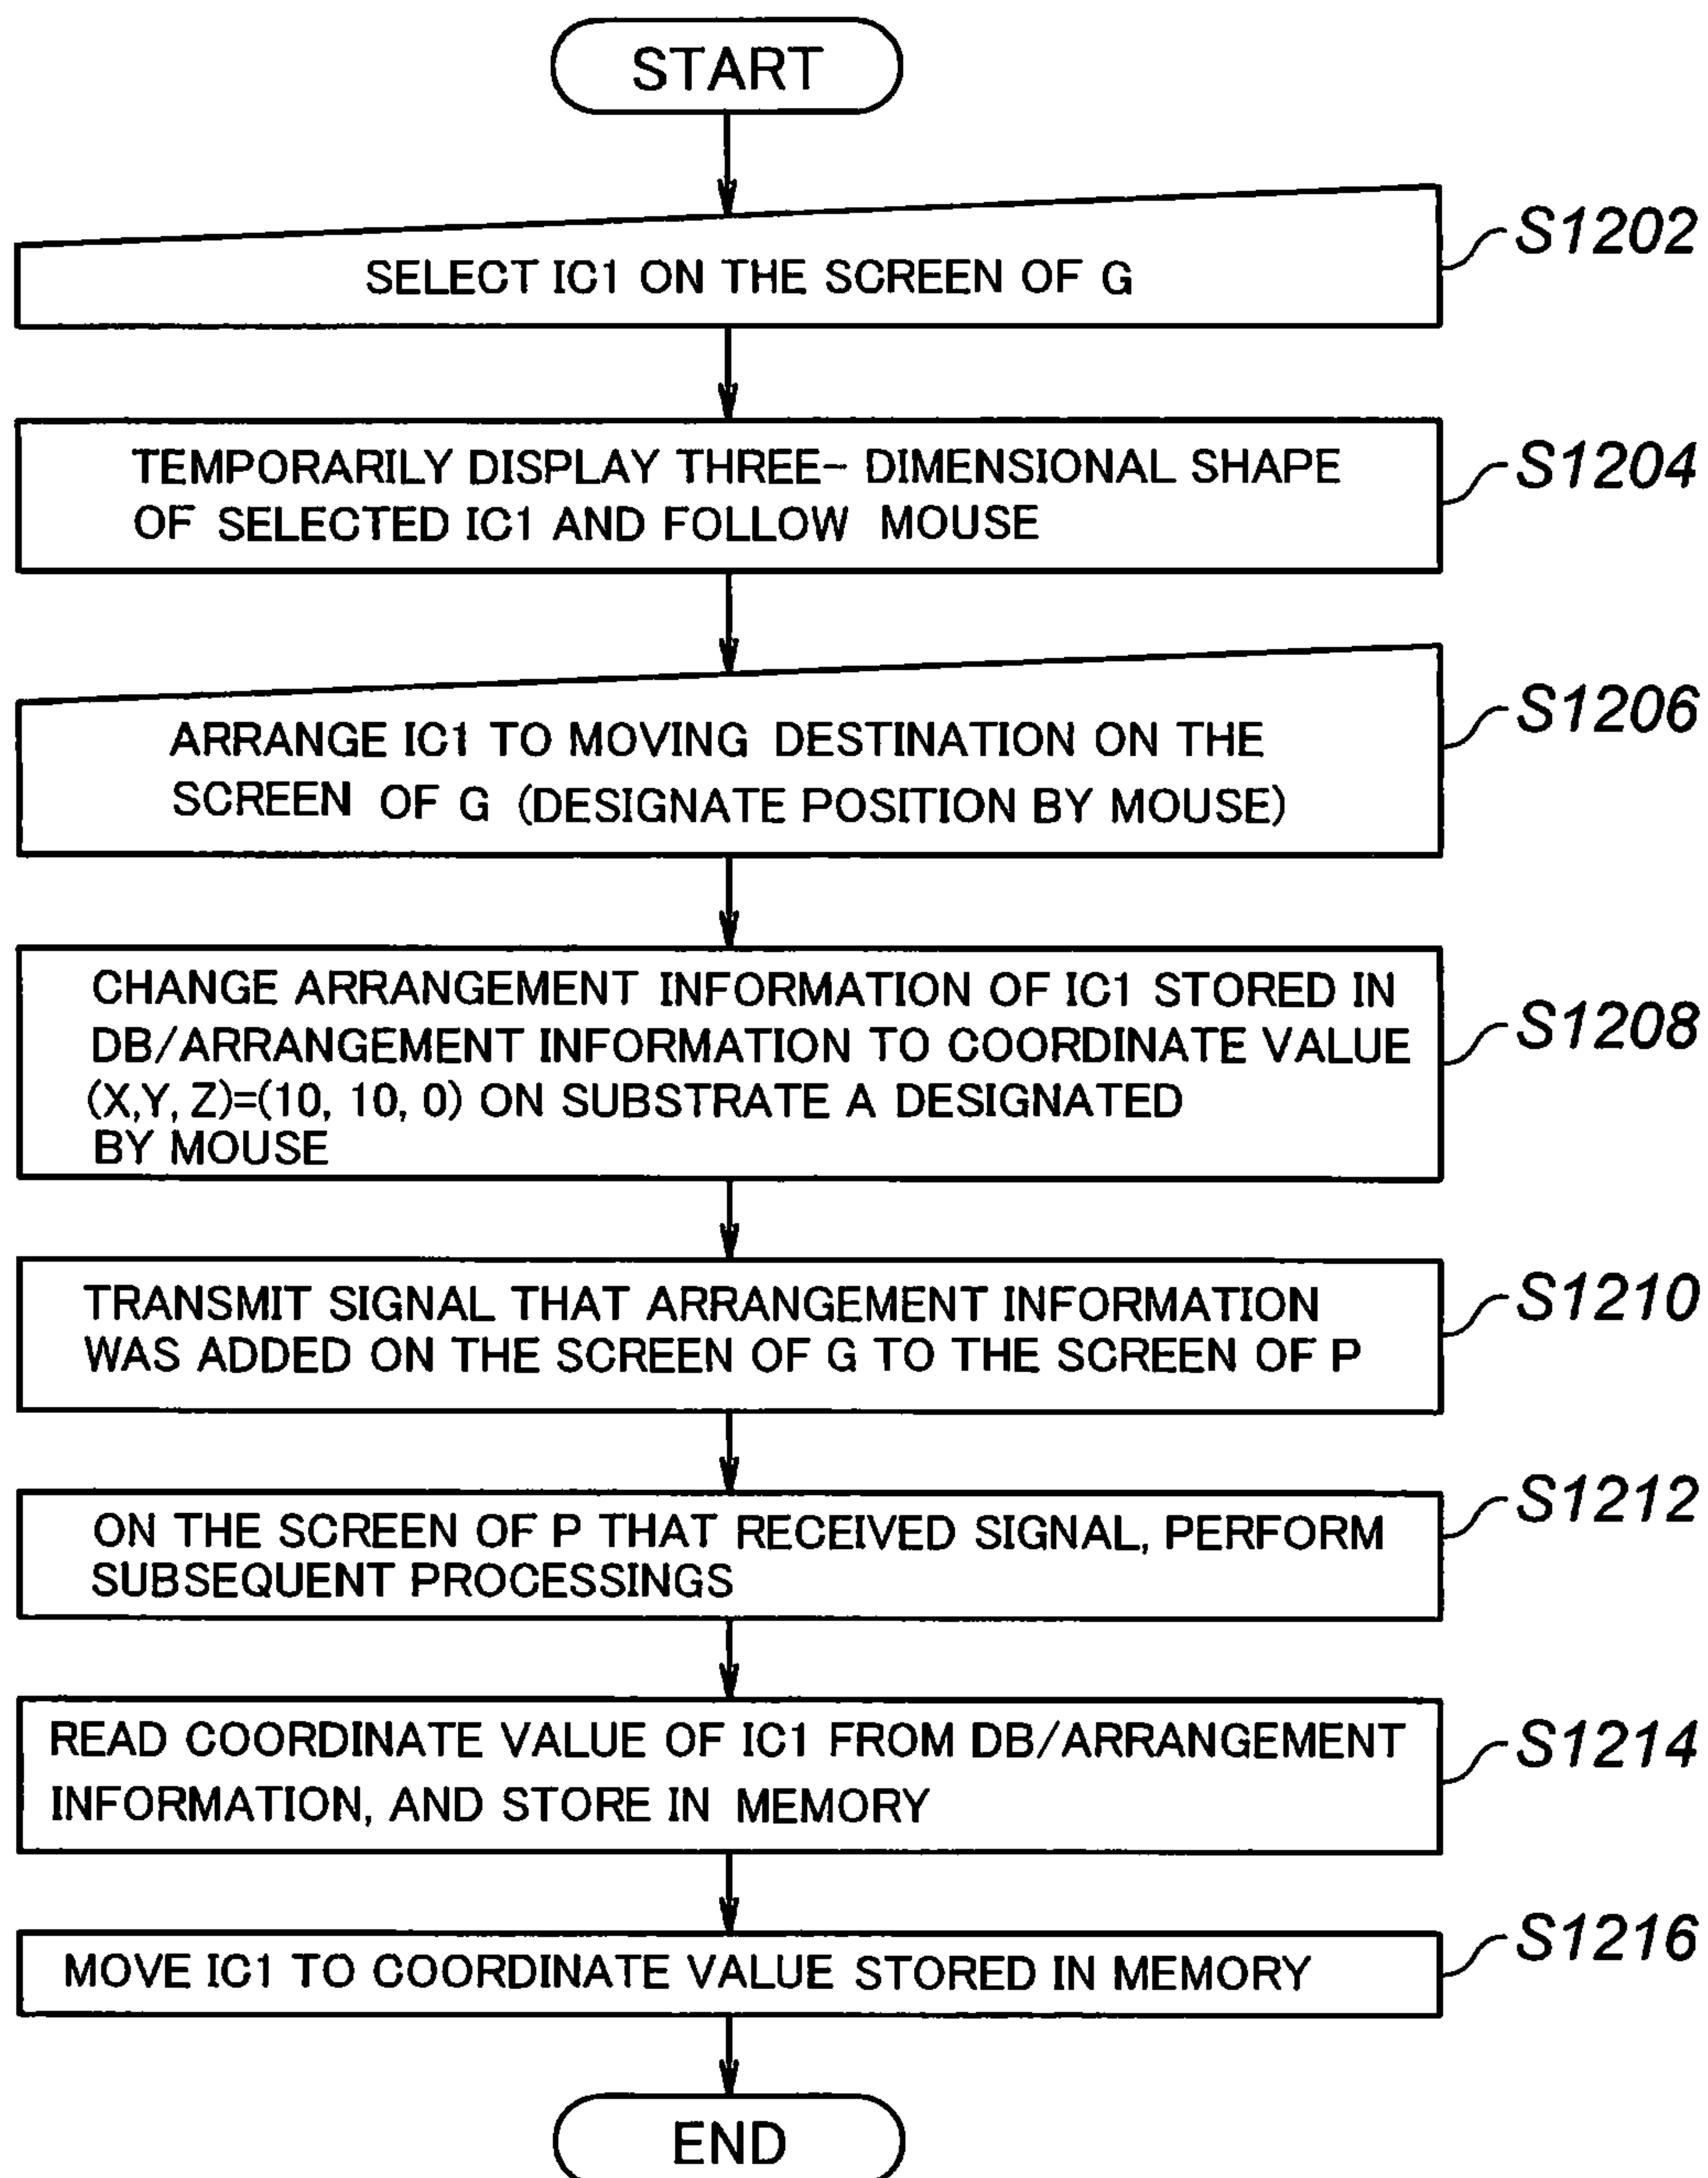 START
SELECT IC1 ON THE SCREEN OF G
S1202
TEMPORARILY DISPLAY THREE- DIMENSIONAL SHAPE
OF SELECTED IC1 AND FOLLOW MOUSE
S1204
ARRANGE IC1 TO MOVING DESTINATION ON THE
SCREEN OF G (DESIGNATE POSITION BY MOUSE)
S1206
CHANGE ARRANGEMENT INFORMATION OF IC1 STORED IN
DB/ARRANGEMENT INFORMATION TO COORDINATE VALUE
(X,Y, Z)=(10, 10, 0) ON SUBSTRATE A DESIGNATED
BY MOUSE
S1208
TRANSMIT SIGNAL THAT ARRANGEMENT INFORMATION
WAS ADDED ON THE SCREEN OF G TO THE SCREEN OF P
S1210
ON THE SCREEN OF P THAT RECEIVED SIGNAL, PERFORM
SUBSEQUENT PROCESSINGS
S1212
READ COORDINATE VALUE OF IC1 FROM DB/ARRANGEMENT
INFORMATION, AND STORE IN MEMORY
S1214
MOVE IC1 TO COORDINATE VALUE STORED IN MEMORY
S1216
END